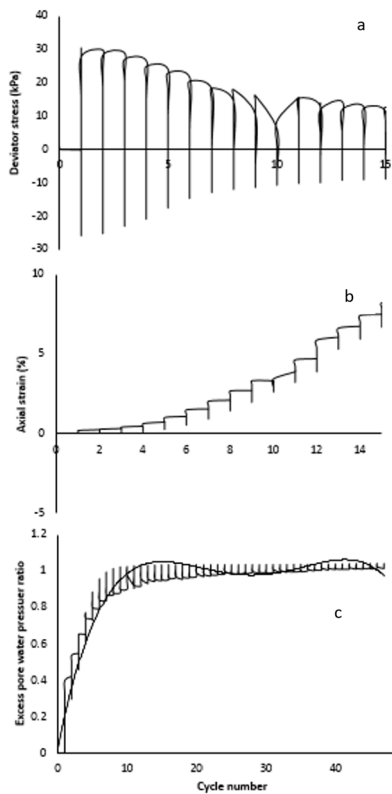 a
40
30
20
10
0
-10
-20
-30
0 5 10 15
Deviator stress (kPa)
b
10
5
0
-5
0 2 4 6 8 10 12 14
Axial strain (%)
c
1.2
1
0.8
0.6
0.4
0.2
0
0 10 20 30 40
Excess pore water pressuer ratio
Cycle number